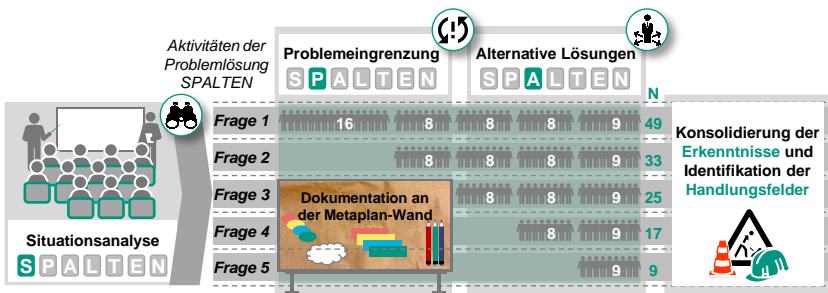 Aktivitäten der
Problemlösung
SPALTEN
Problemeingrenzung
SPALTEN
Alternative Lösungen
SPALTEN
N
Frage 1
16 8 8 8 9 49
Frage 2
8 8 8 9 33
Frage 3
8 8 9 25
Frage 4
8 9 17
Frage 5
9 9
Dokumentation an
der Metaplan-Wand
Situationsanalyse
SPALTEN
Konsolidierung der
Erkenntnisse und
Identifikation der
Handlungsfelder